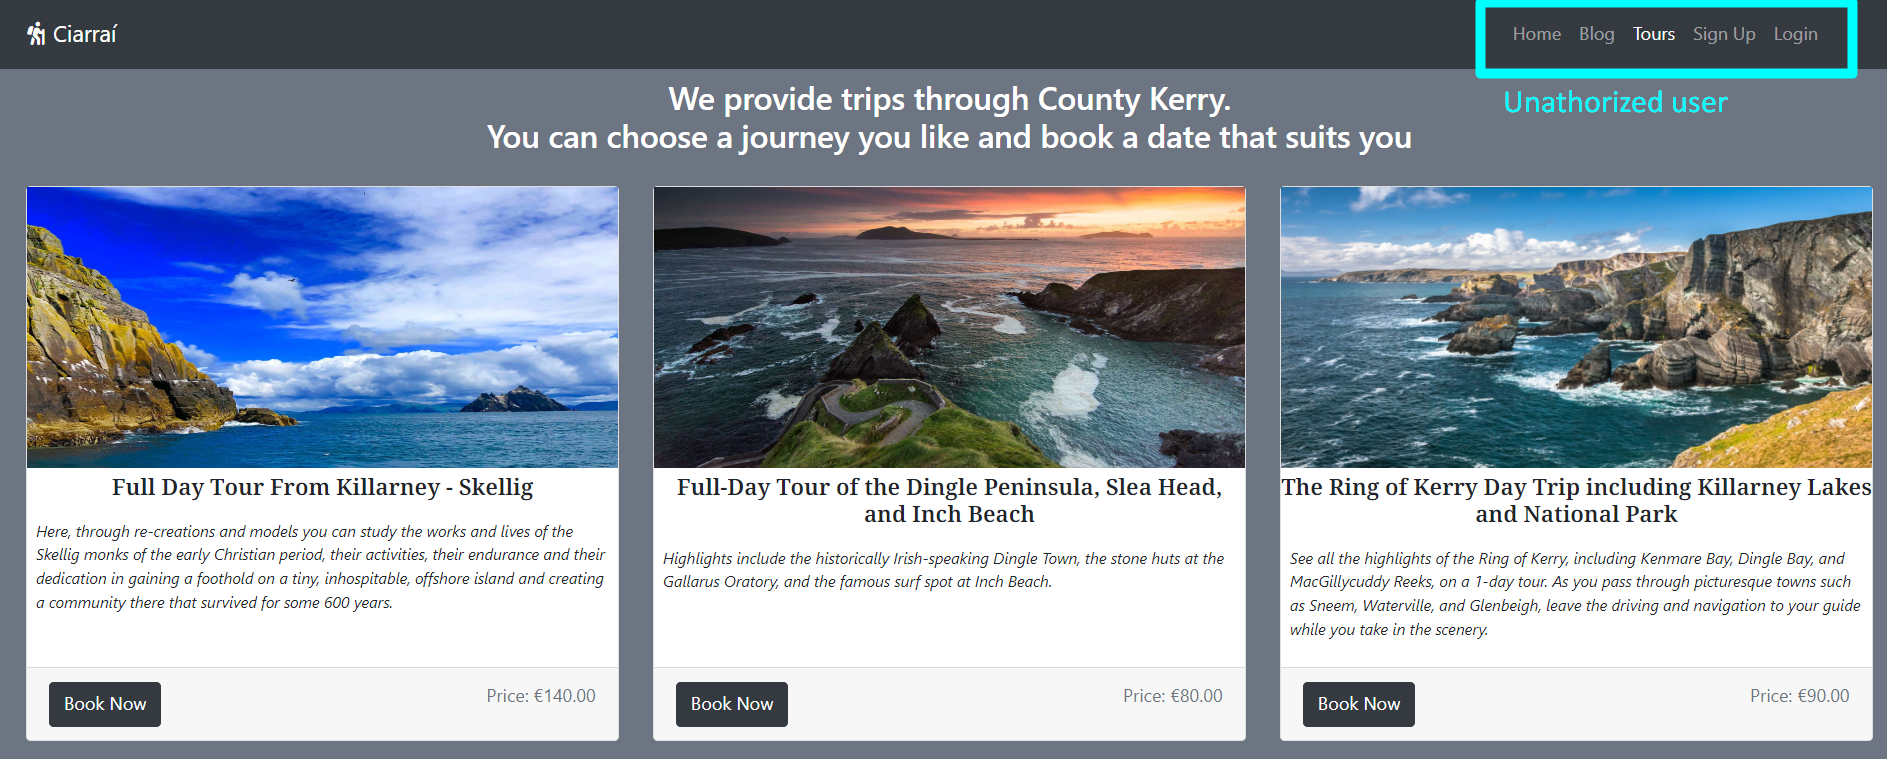 Ciarraí
Home Blog Tours Sign Up Login
Unathorized user
We provide trips through County Kerry.
You can choose a journey you like and book a date that suits you
Full Day Tour From Killarney - Skellig
Here, through re-creations and models you can study the works and lives of the
Skellig monks of the early Christian period, their activities, their endurance and their
dedication in gaining a foothold on a tiny, inhospitable, offshore island and creating
a community there that survived for some 600 years.
Book Now
Price: €140.00
Full-Day Tour of the Dingle Peninsula, Slea Head,
and Inch Beach
Highlights include the historically Irish-speaking Dingle Town, the stone huts at the
Gallarus Oratory, and the famous surf spot at Inch Beach.
Book Now
Price: €80.00
The Ring of Kerry Day Trip including Killarney Lakes
and National Park
See all the highlights of the Ring of Kerry, including Kenmare Bay, Dingle Bay, and
MacGillycuddy Reeks, on a 1-day tour. As you pass through picturesque towns such
as Sneem, Waterville, and Glenbeigh, leave the driving and navigation to your guide
while you take in the scenery.
Book Now
Price: €90.00